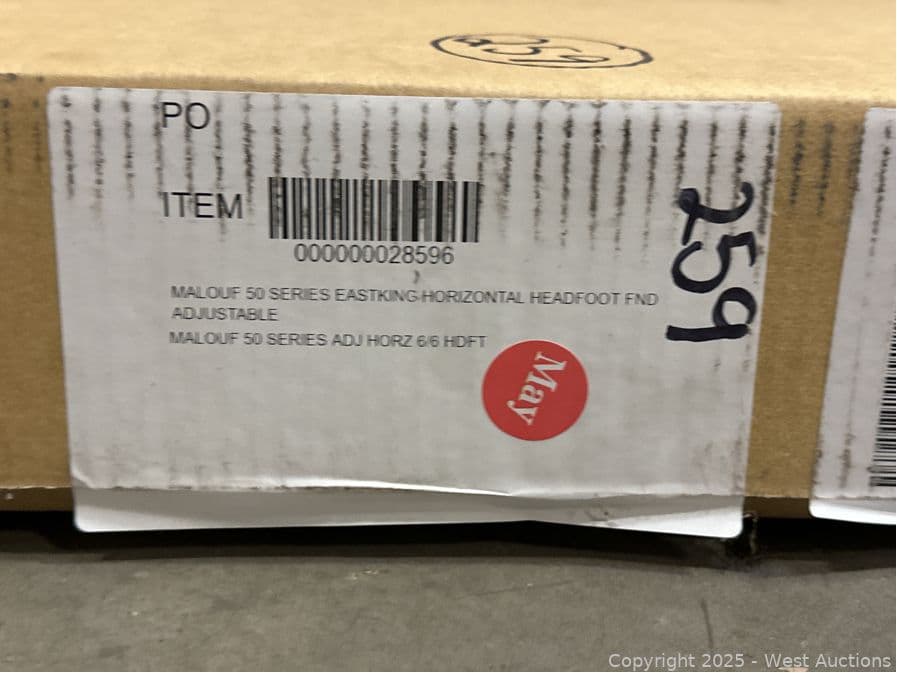 259
PO
ITEM
000000028596
MALOUF 50 SERIES EASTKING-HORIZONTAL HEADFOOT FND
ADJUSTABLE
MALOUF 50 SERIES ADJ HORZ 6/6 HDFT
259
May
Copyright © 2025 - West Auctions